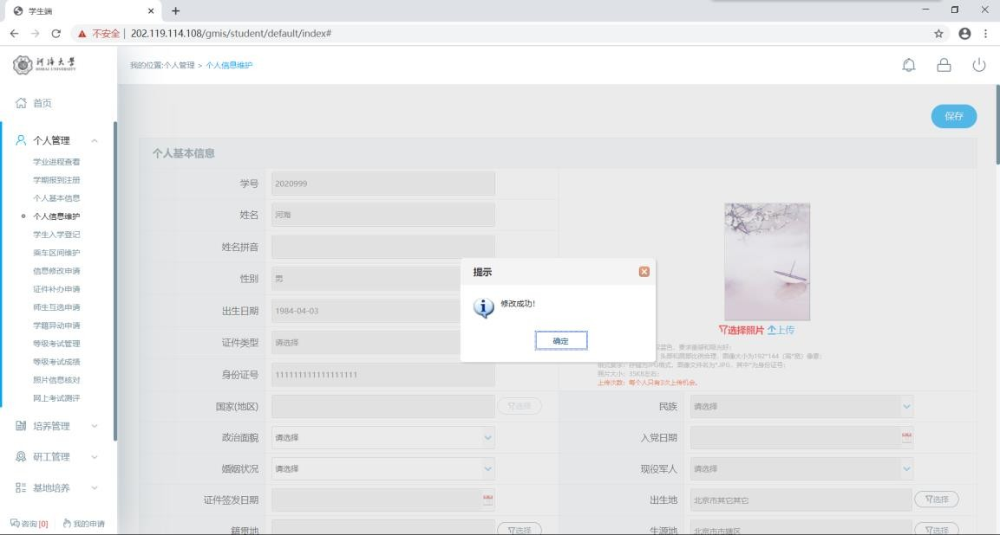 学生端
不安全 | 202.119.114.108/gmis/student/default/index#
河海大学
HOHAI UNIVERSITY
我的位置:个人管理 > 个人信息维护
首页
个人管理
学业进程查看
学期报到注册
个人基本信息
个人信息维护
学生入学登记
乘车区间维护
信息修改申请
证件补办申请
师生互选申请
学籍异动申请
等级考试管理
等级考试成绩
照片信息核对
网上考试测评
培养管理
研工管理
基地培养
咨询[0] 我的申请
保存
个人基本信息
学号 2020999
姓名 河海
姓名拼音
性别 男
出生日期 1984-04-03
证件类型 请选择
身份证号 111111111111111111
选择照片 上传
蓝色，要求垂感和吸光好；
头部和肩部比例合理，图像大小为192*144（高*宽）像素；
格式要求：存储为JPG格式，图像文件名为*.JPG，其中*为身份证号；
照片大小：35KB左右；
上传次数：每个人只有3次上传机会。
提示
修改成功!
确定
国家(地区) 选择 民族 请选择
政治面貌 请选择 入党日期
婚姻状况 请选择 现役军人 请选择
证件签发日期 出生地 北京市其它其它 选择
籍贯地 选择 生源地 北京市市辖区 选择